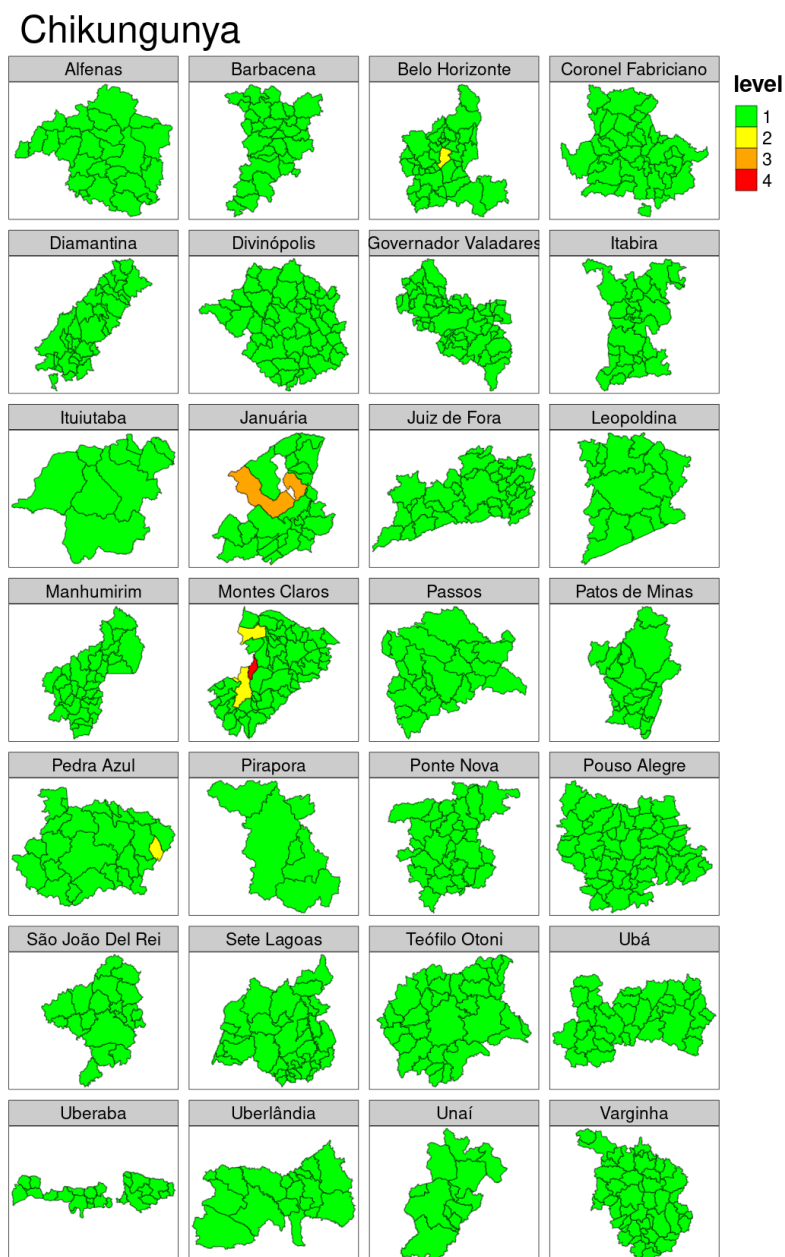 Chikungunya
Alfenas
Barbacena
Belo Horizonte
Coronel Fabriciano
level
1
2
3
4
Diamantina
Divinópolis
Governador Valadares
Itabira
Ituiutaba
Januária
Juiz de Fora
Leopoldina
Manhumirim
Montes Claros
Passos
Patos de Minas
Pedra Azul
Pirapora
Ponte Nova
Pouso Alegre
São João Del Rei
Sete Lagoas
Teófilo Otoni
Ubá
Uberaba
Uberlândia
Unaí
Varginha